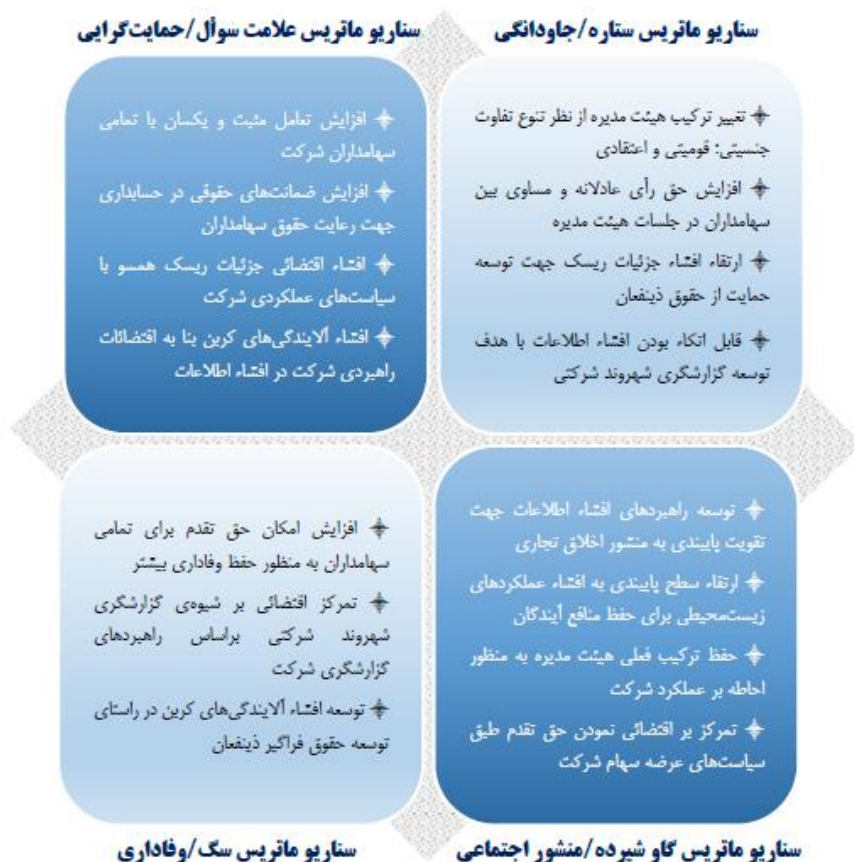 سناریو ماتریس ستاره/جاودانگی
تغییر ترکیب هیئت مدیره از نظر تنوع تفاوت
جنسیتی؛ قومیتی و اعتقادی
افزایش حق رأی عادلانه و مساوی بین
سهامداران در جلسات هیئت مدیره
ارتقاء افشاء جزئیات ریسک جهت توسعه
حمایت از حقوق ذینفعان
قابل اتکاء بودن افشاء اطلاعات با هدف
توسعه گزارشگری شهروند شرکتی
سناریو ماتریس علامت سوأل/حمایت‌گرایی
افزایش تعامل مثبت و یکسان با تمامی
سهامداران شرکت
افزایش ضمانت‌های حقوقی در حسابداری
جهت رعایت حقوق سهامداران
افشاء اقتضائی جزئیات ریسک همسو با
سیاست‌های عملکردی شرکت
افشاء آلایندگی‌های کربن بنا به اقتضائات
راهبردی شرکت در افشاء اطلاعات
توسعه راهبردهای افشاء اطلاعات جهت
تقویت پایبندی به منشور اخلاق تجاری
ارتقاء سطح پایبندی به افشاء عملکردهای
زیست‌محیطی برای حفظ منافع آیندگان
حفظ ترکیب فعلی هیئت مدیره به منظور
احاطه بر عملکرد شرکت
تمرکز بر اقتضائی نمودن حق تقدم طبق
سیاست‌های عرضه سهام شرکت
سناریو ماتریس گاو شیرده/منشور اجتماعی
افزایش امکان حق تقدم برای تمامی
سهامداران به منظور حفظ وفاداری بیشتر
تمرکز اقتضائی بر شیوه‌ی گزارشگری
شهروند شرکتی براساس راهبردهای
گزارشگری شرکت
توسعه افشاء آلایندگی‌های کربن در راستای
توسعه حقوق فراگیر ذینفعان
سناریو ماتریس سگ/وفاداری